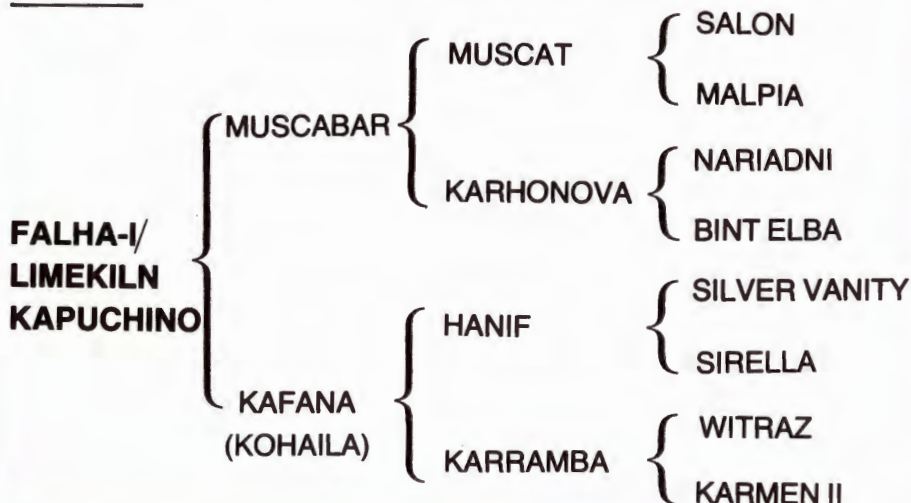 SALON
MUSCAT
MALPIA
MUSCABAR
NARIADNI
KARHONOVA
BINT ELBA
FALHA-I/
LIMEKILN
KAPUCHINO
SILVER VANITY
HANIF
SIRELLA
KAFANA
(KOHAILA)
WITRAZ
KARRAMBA
KARMEN II